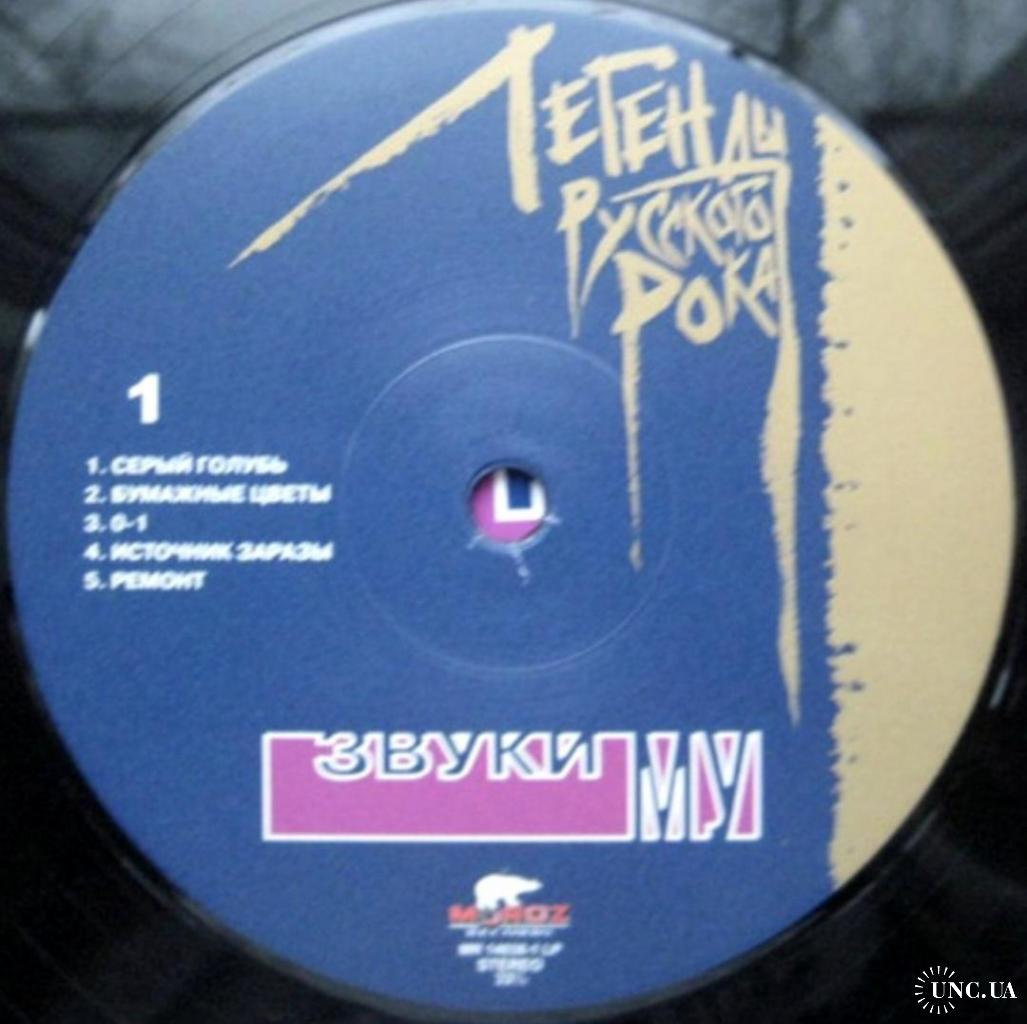 ЛЕГЕНДЫ
РУССКОГО
РОКА
1
1. СЕРЫЙ ГОЛУБЬ
2. БУМАЖНЫЕ ЦВЕТЫ
3. 0-1
4. ИСТОЧНИК ЗАРАЗЫ
5. РЕМОНТ
ЗВУКИ МУ
MOROZ
STEREO
UNC.UA